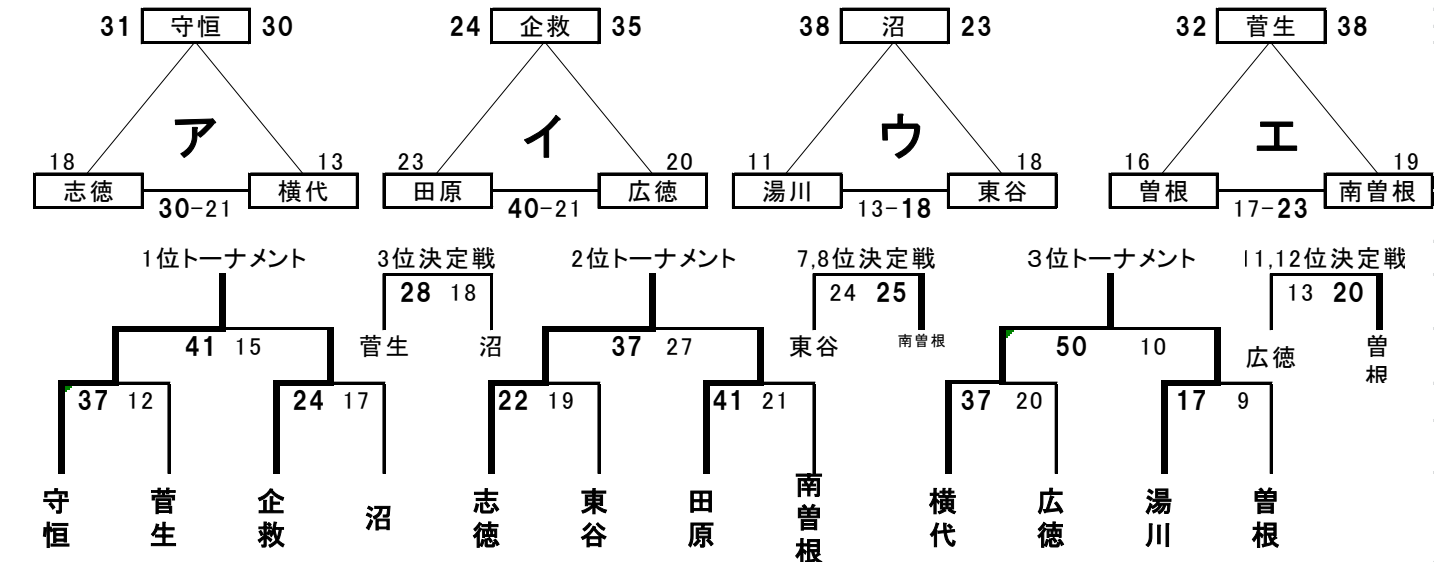 31 守恒 30 24 企救 35 38 沼 23 32 菅生 38
ア イ ウ エ
18 13 23 20 11 18 16 19
志徳 横代 田原 広徳 湯川 東谷 曽根 南曽根
30-21 40-21 13-18 17-23
1位トーナメント 3位決定戦 2位トーナメント 7,8位決定戦 3位トーナメント 11,12位決定戦
28 18 24 25 13 20
41 15 菅生 沼 37 27 東谷 南曽根 50 10 広徳 曽根
37 12 24 17 22 19 41 21 37 20 17 9
守恒 菅生 企救 沼 志徳 東谷 田原 南曽根 横代 広徳 湯川 曽根